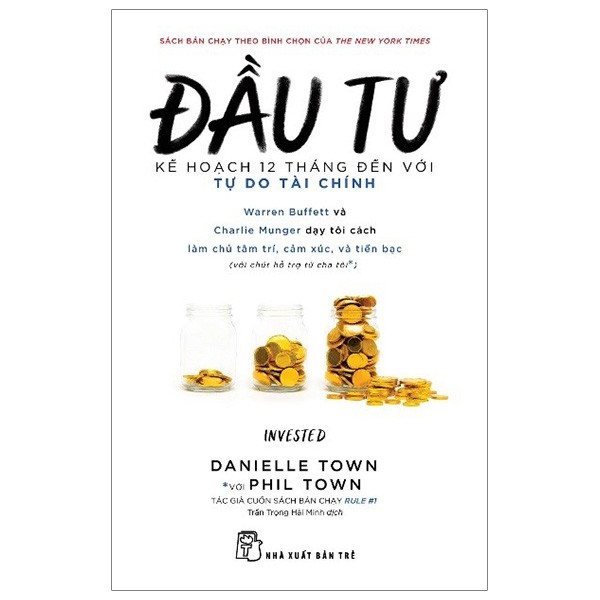 SÁCH BÁN CHẠY THEO BÌNH CHỌN CỦA THE NEW YORK TIMES
ĐẦU TƯ
KẾ HOẠCH 12 THÁNG ĐẾN VỚI
TỰ DO TÀI CHÍNH
Warren Buffett và
Charlie Munger dạy tôi cách
làm chủ tâm trí, cảm xúc, và tiền bạc
(với chút hỗ trợ từ cha tôi*)
INVESTED
DANIELLE TOWN
*VỚI PHIL TOWN
TÁC GIẢ CUỐN SÁCH BÁN CHẠY RULE #1
Trần Trọng Hải Minh dịch
NHÀ XUẤT BẢN TRẺ